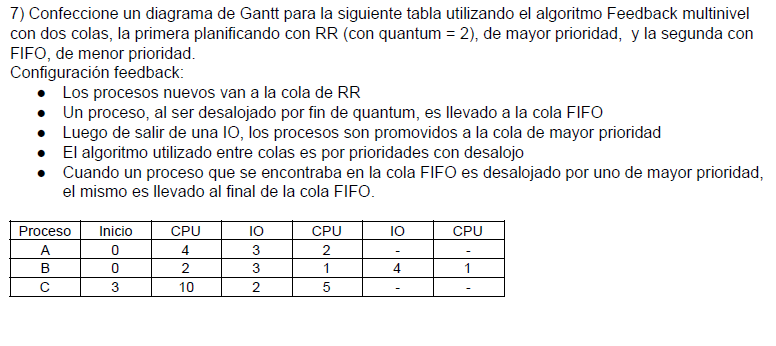 7) Confeccione un diagrama de Gantt para la siguiente tabla utilizando el algoritmo Feedback multinivel
con dos colas, la primera planificando con RR (con quantum = 2), de mayor prioridad, y la segunda con
FIFO, de menor prioridad.
Configuración feedback:
● Los procesos nuevos van a la cola de RR
● Un proceso, al ser desalojado por fin de quantum, es llevado a la cola FIFO
● Luego de salir de una IO, los procesos son promovidos a la cola de mayor prioridad
● El algoritmo utilizado entre colas es por prioridades con desalojo
● Cuando un proceso que se encontraba en la cola FIFO es desalojado por uno de mayor prioridad,
el mismo es llevado al final de la cola FIFO.
Proceso Inicio CPU IO CPU IO CPU
A 0 4 3 2 - -
B 0 2 3 1 4 1
C 3 10 2 5 - -